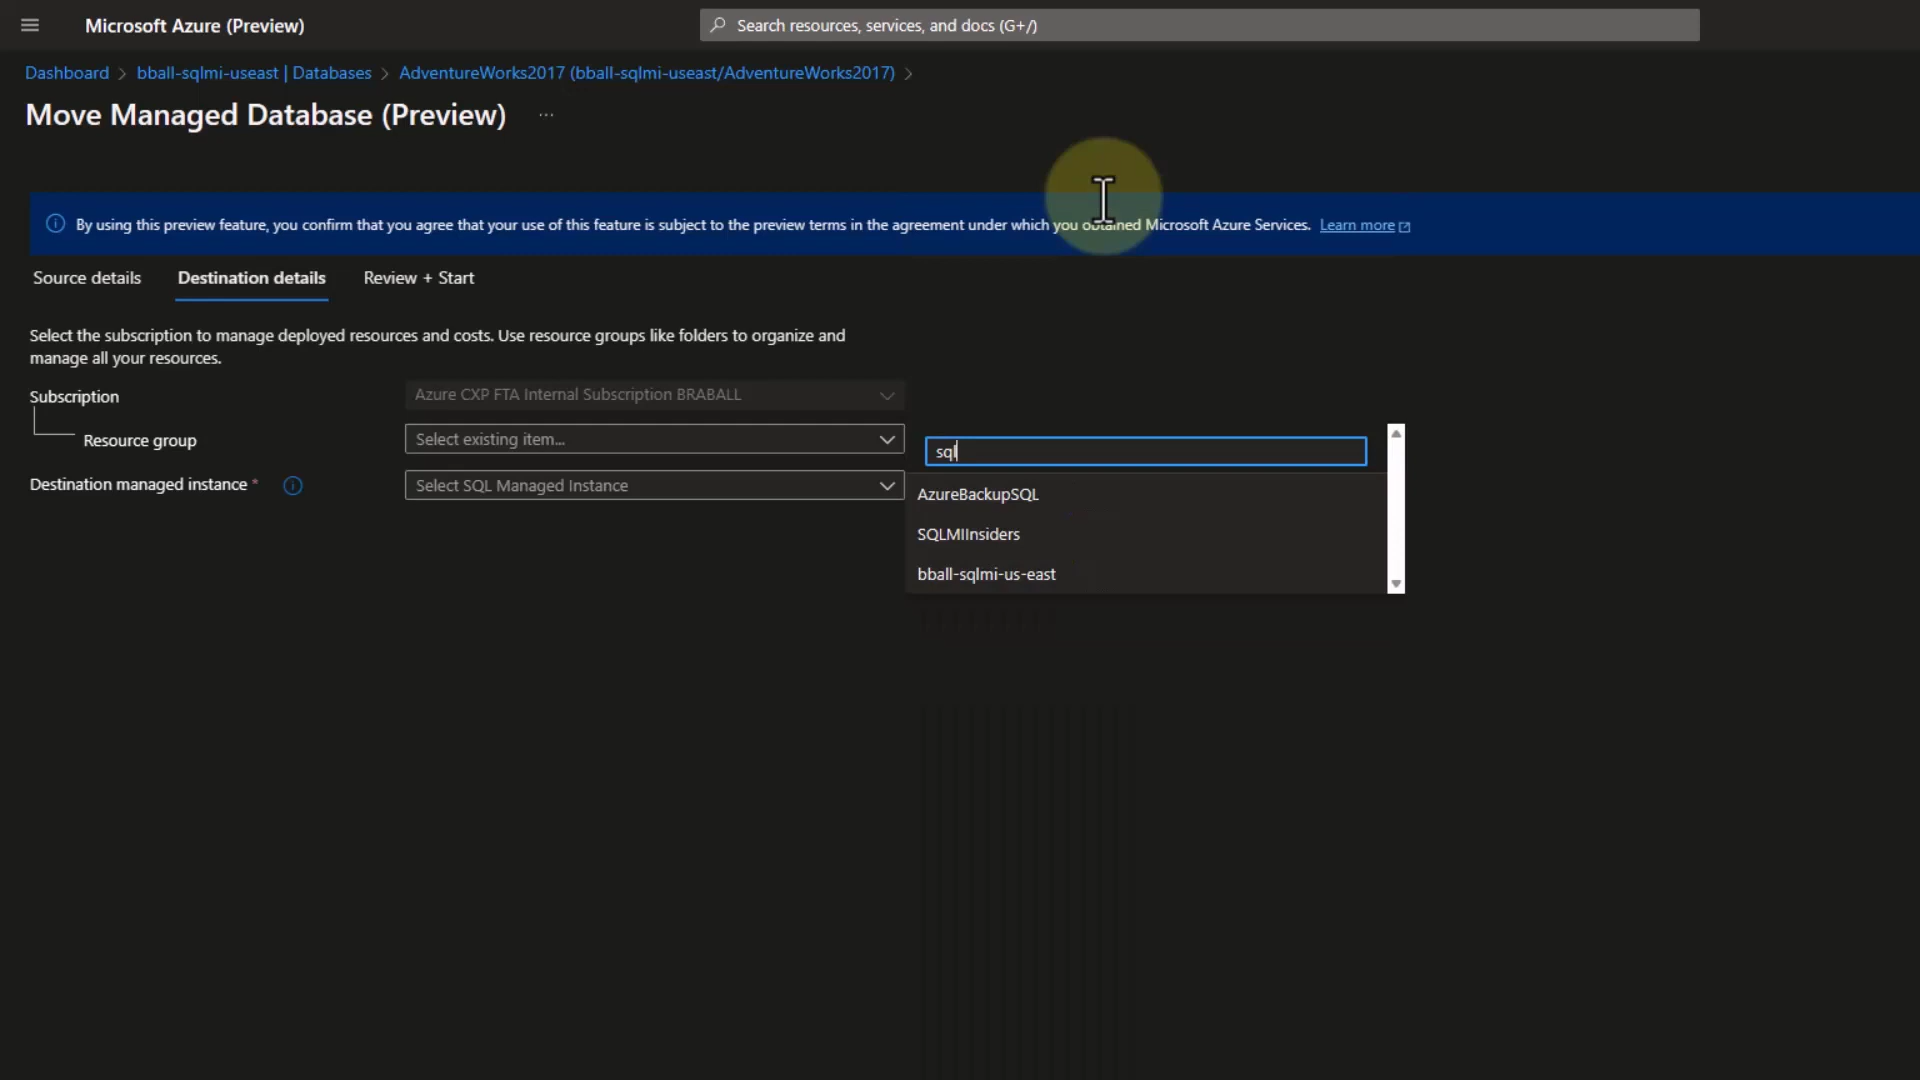 Microsoft Azure (Preview)
Search resources, services, and docs (G+/)
Dashboard > bball-sqlmi-useast | Databases > AdventureWorks2017 (bball-sqlmi-useast/AdventureWorks2017) >
Move Managed Database (Preview) ...
By using this preview feature, you confirm that you agree that your use of this feature is subject to the preview terms in the agreement under which you obtained Microsoft Azure Services. Learn more
Source details Destination details Review + Start
Select the subscription to manage deployed resources and costs. Use resource groups like folders to organize and
manage all your resources.
Subscription
Azure CXP FTA Internal Subscription BRABALL
Resource group
Select existing item...
sql
Destination managed instance *
Select SQL Managed Instance
AzureBackupSQL
SQLMIInsiders
bball-sqlmi-us-east